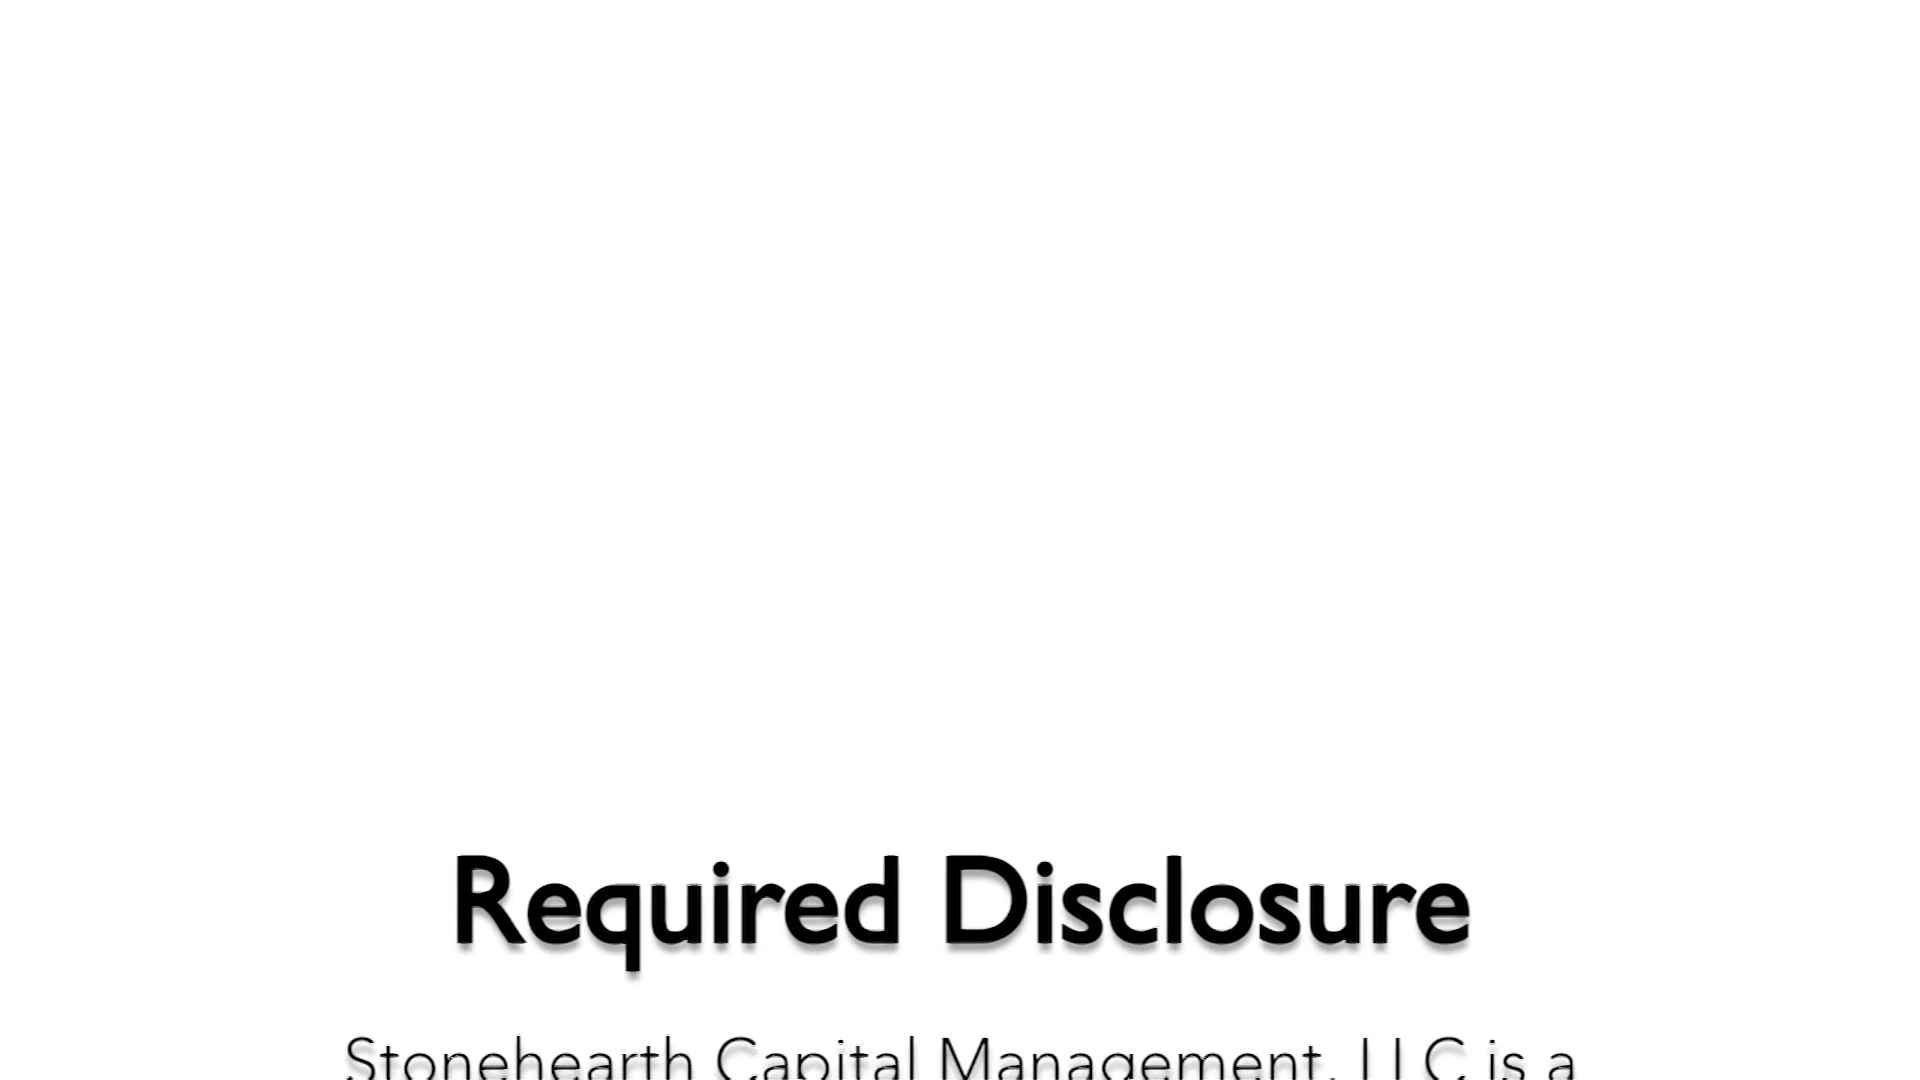 Required Disclosure
Stonehearth Capital Management, LLC is a